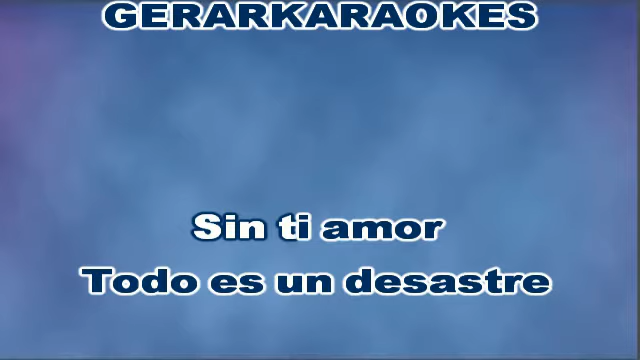 GERARKARAOKES
Sin ti amor
Todo es un desastre